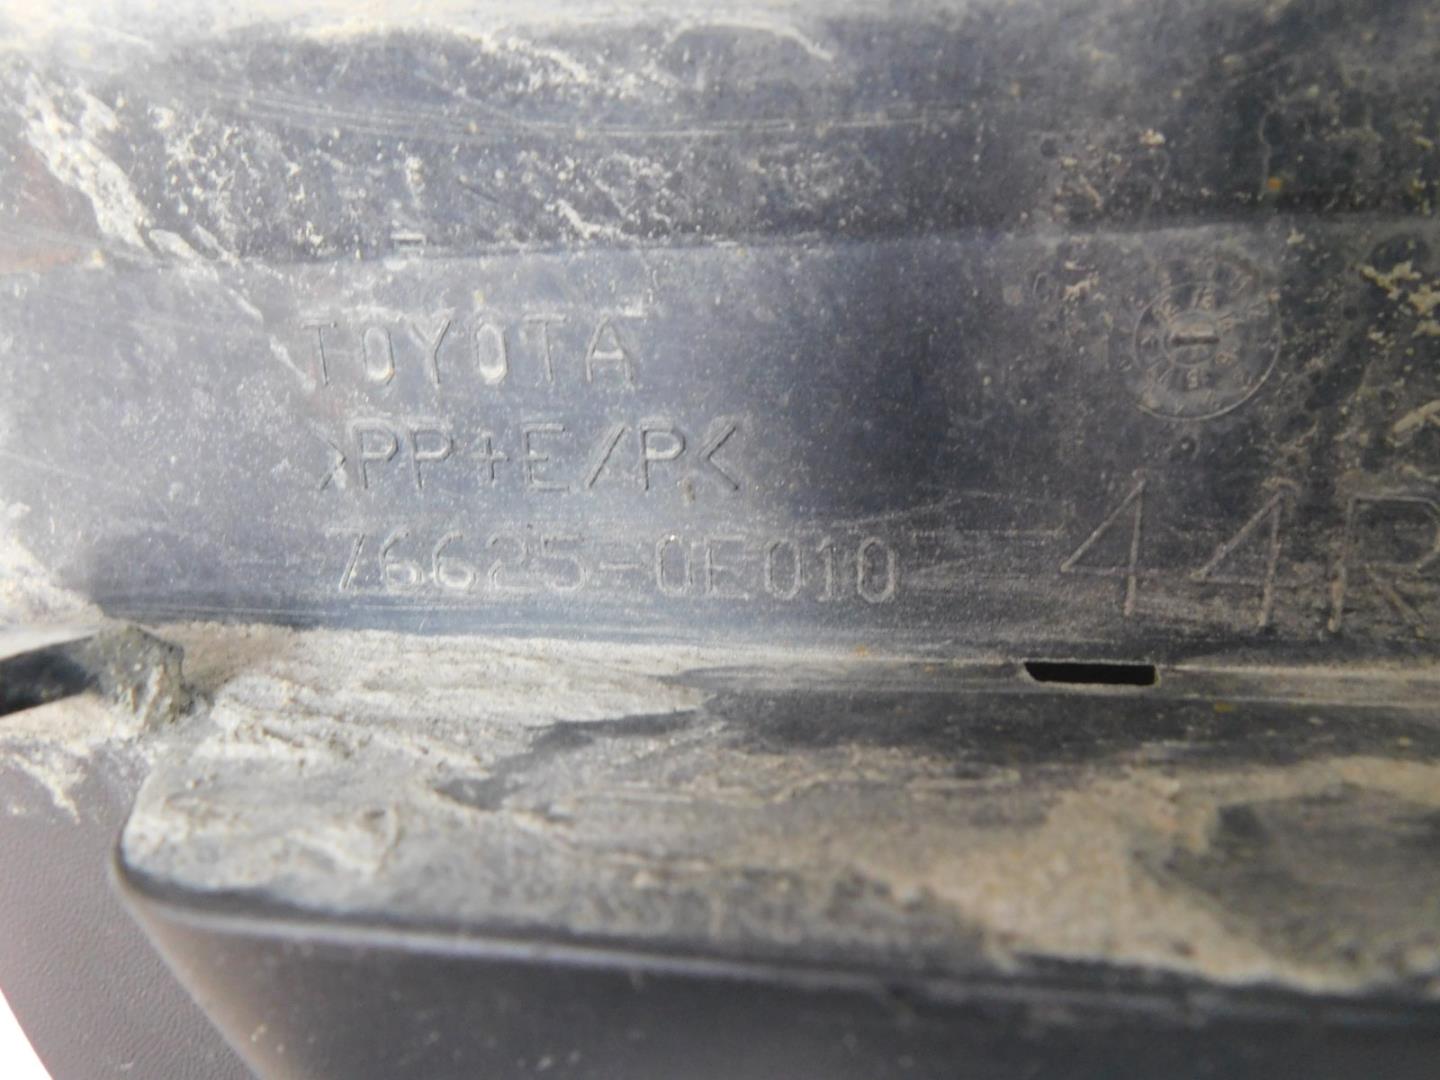 TOYOTA
>PP+E/P<
76625-0E010
44R